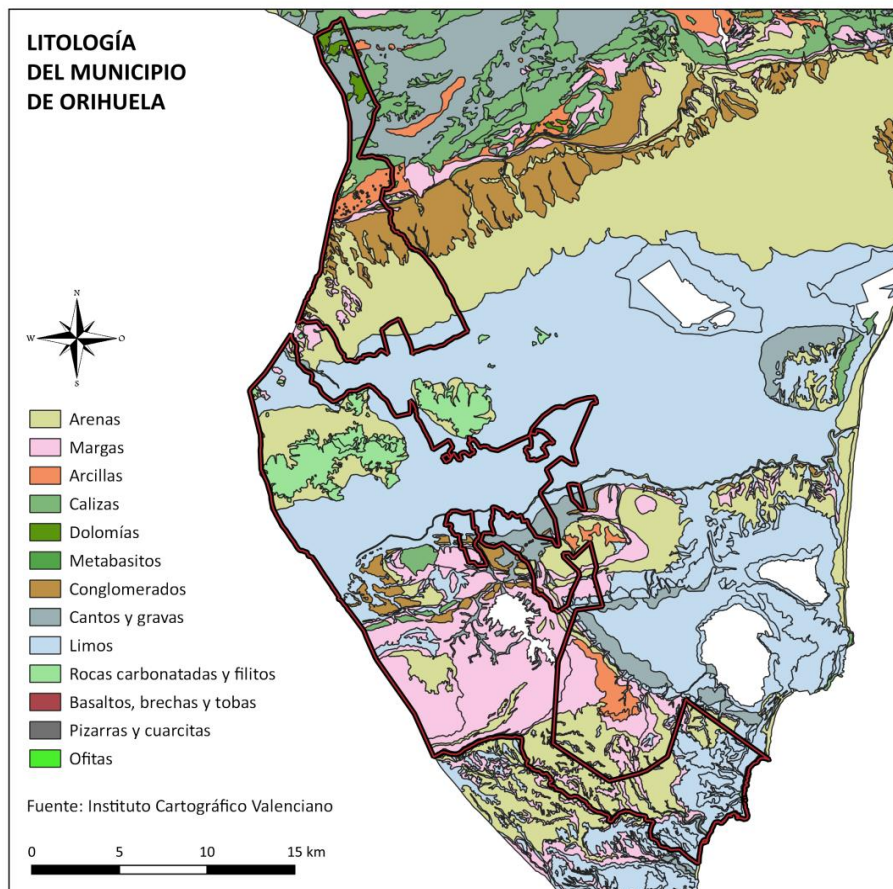 LITOLOGÍA
DEL MUNICIPIO
DE ORIHUELA
N
W
O
S
Arenas
Margas
Arcillas
Calizas
Dolomías
Metabasitos
Conglomerados
Cantos y gravas
Limos
Rocas carbonatadas y filitos
Basaltos, brechas y tobas
Pizarras y cuarcitas
Ofitas
Fuente: Instituto Cartográfico Valenciano
0 5 10 15 km